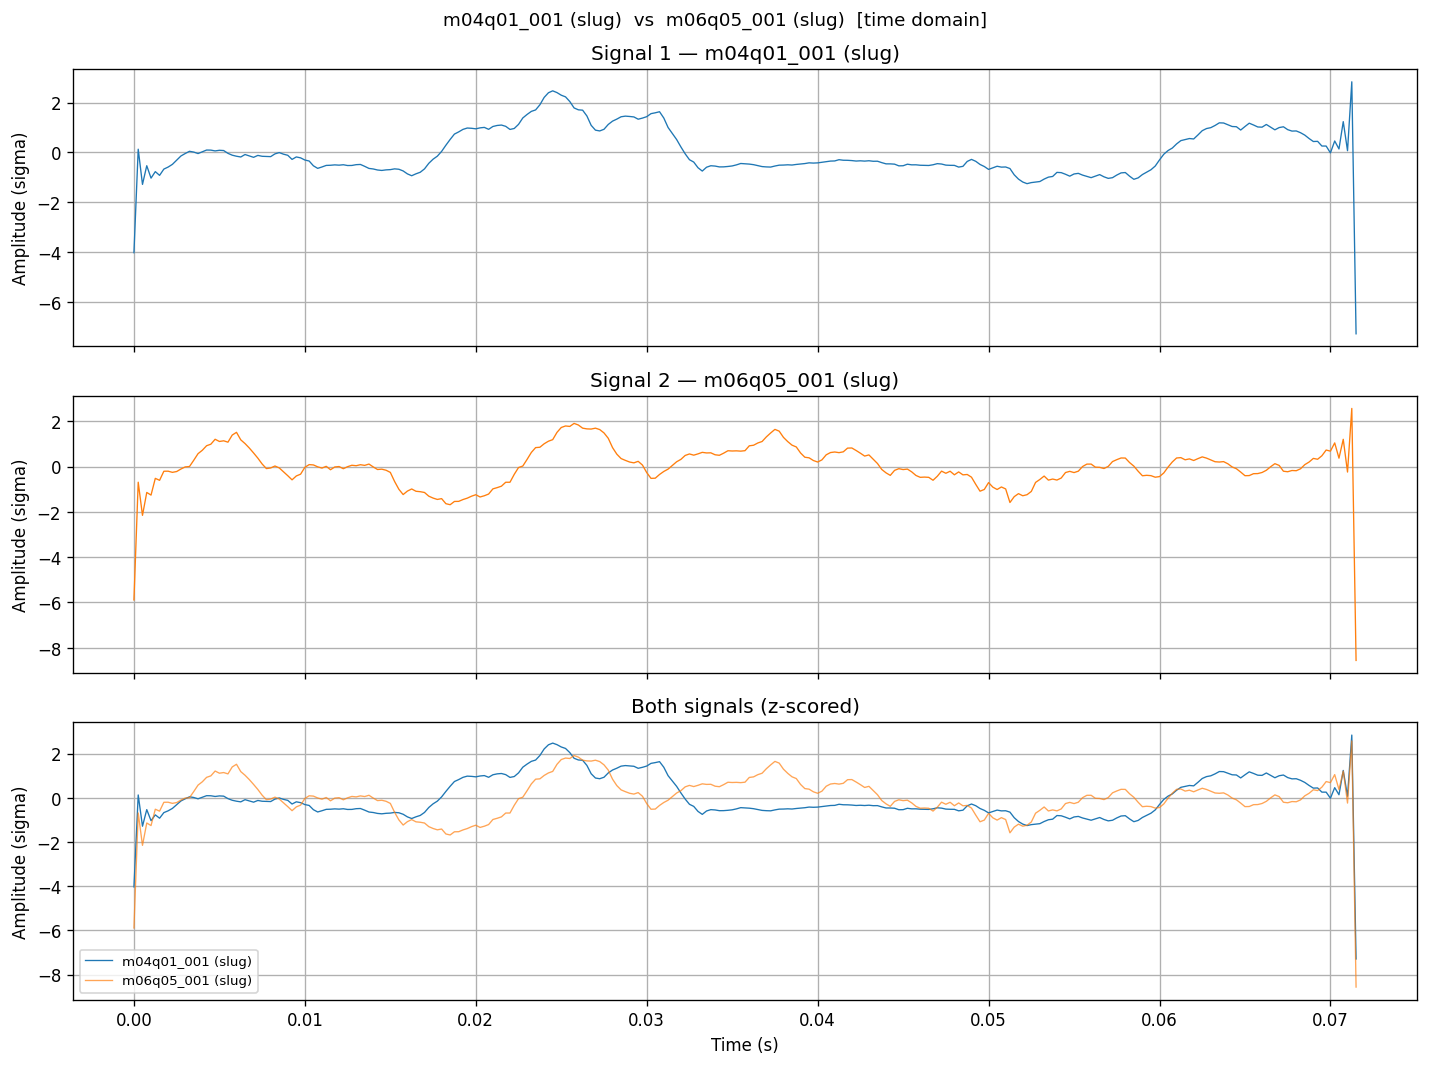 m04q01_001 (slug)  vs  m06q05_001 (slug)  [time domain]
Signal 1 — m04q01_001 (slug)
Amplitude (sigma)
2
0
−2
−4
−6
Signal 2 — m06q05_001 (slug)
Amplitude (sigma)
2
0
−2
−4
−6
−8
Both signals (z-scored)
Amplitude (sigma)
2
0
−2
−4
−6
−8
m04q01_001 (slug)
m06q05_001 (slug)
0.00 0.01 0.02 0.03 0.04 0.05 0.06 0.07
Time (s)